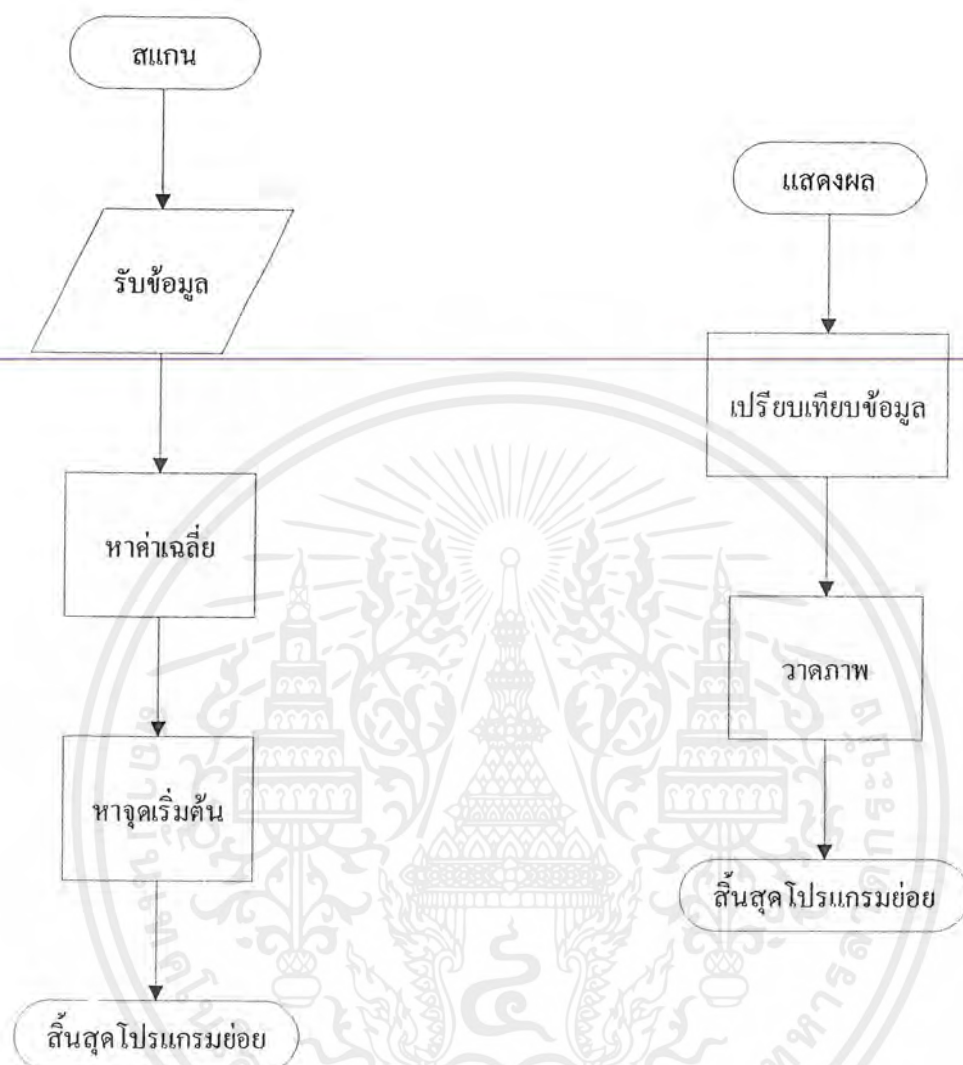 สแกน
รับข้อมูล
หาค่าเฉลี่ย
หาจุดเริ่มต้น
สิ้นสุดโปรแกรมย่อย
แสดงผล
เปรียบเทียบข้อมูล
วาดภาพ
สิ้นสุดโปรแกรมย่อย